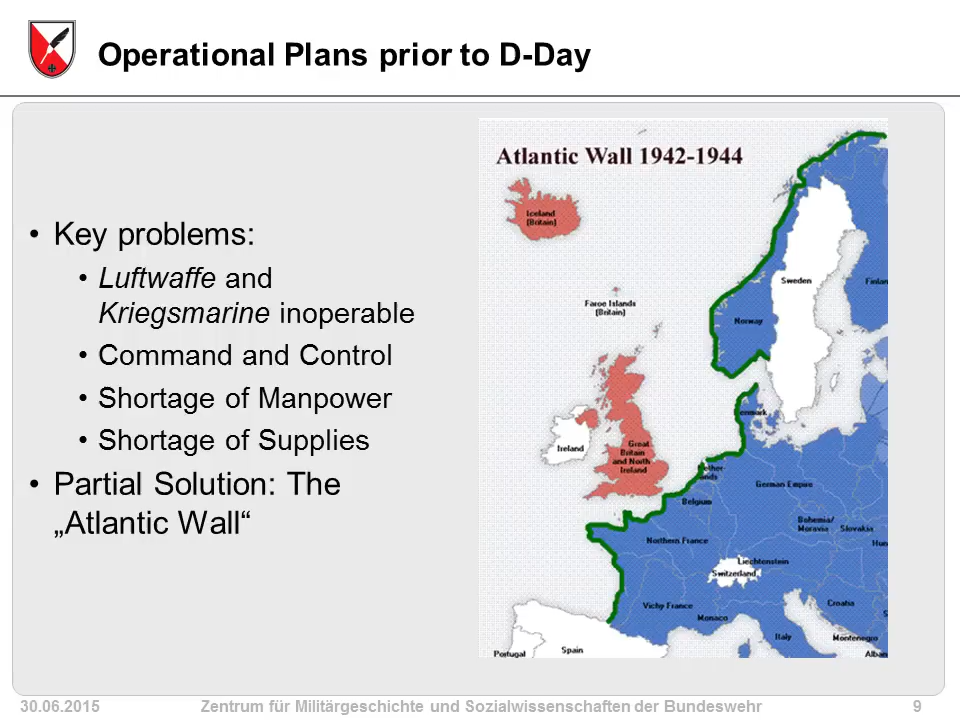 Operational Plans prior to D-Day
• Key problems:
• Luftwaffe and
Kriegsmarine inoperable
• Command and Control
• Shortage of Manpower
• Shortage of Supplies
• Partial Solution: The
„Atlantic Wall“
Atlantic Wall 1942-1944
Iceland
(Britain)
Faroe Islands
(Britain)
Sweden
Finlan
Norway
Denmark
Ireland
Great
Britain
and North
Ireland
Nether-
lands
Belgium
German Empire
Bohemia/
Moravia
Slovakia
Northern France
Hun
Liechtenstein
Switzerland
Vichy France
Croatia
Monaco
S
Italy
Montenegro
Portugal
Spain
Alban
30.06.2015
Zentrum für Militärgeschichte und Sozialwissenschaften der Bundeswehr
9